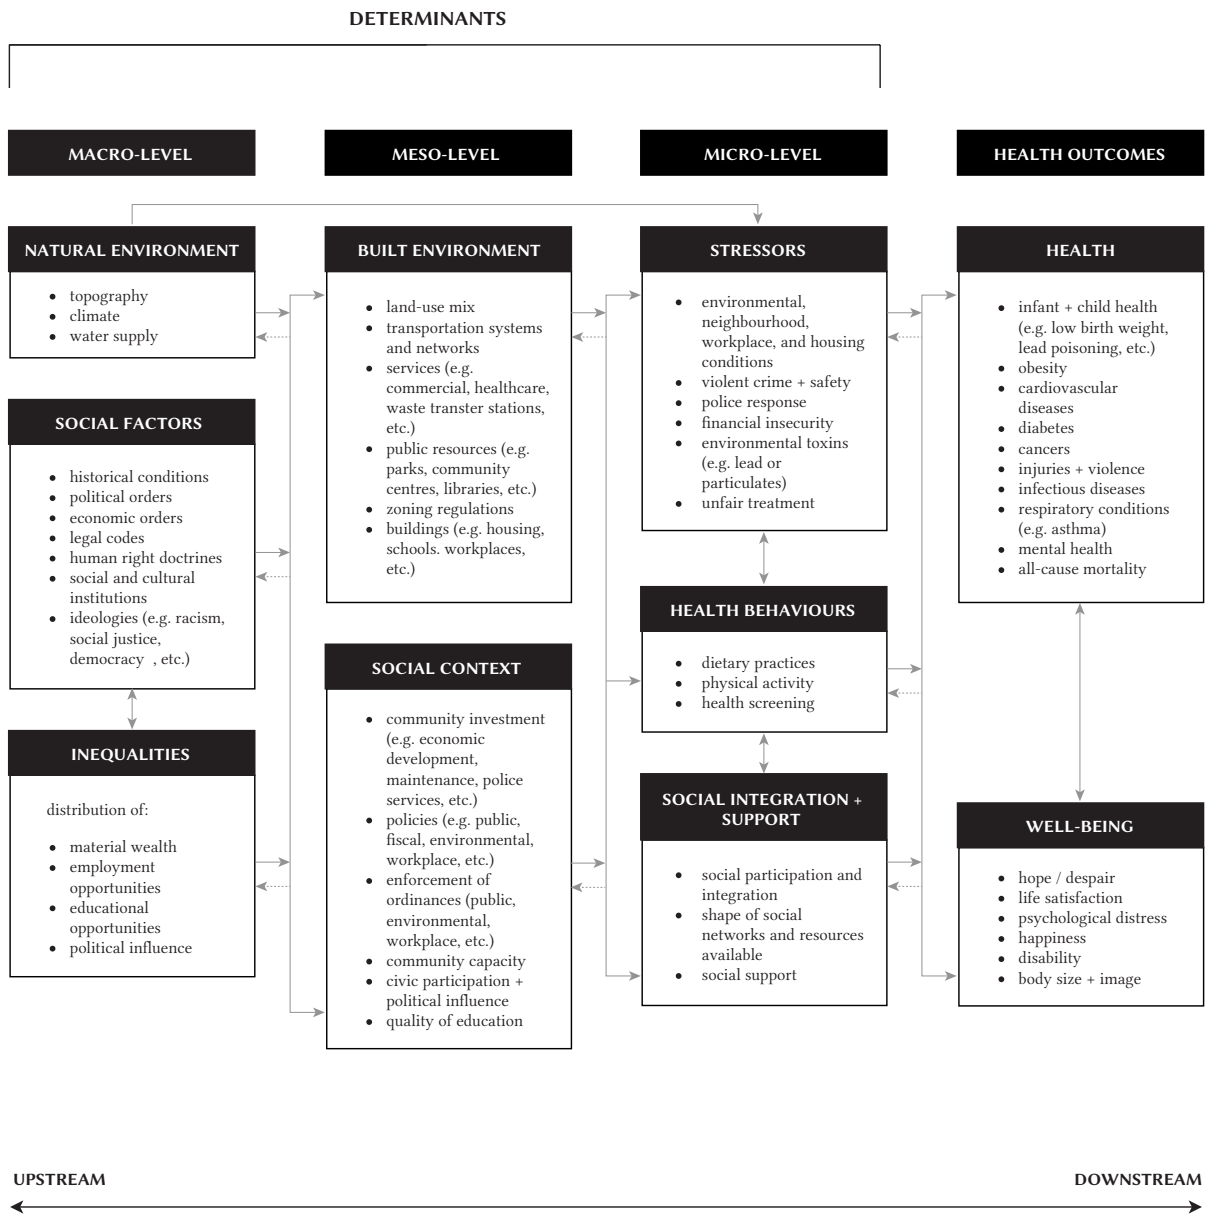 DETERMINANTS
MACRO-LEVEL
MESO-LEVEL
MICRO-LEVEL
HEALTH OUTCOMES
NATURAL ENVIRONMENT
• topography
• climate
• water supply
SOCIAL FACTORS
• historical conditions
• political orders
• economic orders
• legal codes
• human right doctrines
• social and cultural
institutions
• ideologies (e.g. racism,
social justice,
democracy , etc.)
INEQUALITIES
distribution of:
• material wealth
• employment
opportunities
• educational
opportunities
• political influence
BUILT ENVIRONMENT
• land-use mix
• transportation systems
and networks
• services (e.g.
commercial, healthcare,
waste transter stations,
etc.)
• public resources (e.g.
parks, community
centres, libraries, etc.)
• zoning regulations
• buildings (e.g. housing,
schools. workplaces,
etc.)
SOCIAL CONTEXT
• community investment
(e.g. economic
development,
maintenance, police
services, etc.)
• policies (e.g. public,
fiscal, environmental,
workplace, etc.)
• enforcement of
ordinances (public,
environmental,
workplace, etc.)
• community capacity
• civic participation +
political influence
• quality of education
STRESSORS
• environmental,
neighbourhood,
workplace, and housing
conditions
• violent crime + safety
• police response
• financial insecurity
• environmental toxins
(e.g. lead or
particulates)
• unfair treatment
HEALTH BEHAVIOURS
• dietary practices
• physical activity
• health screening
SOCIAL INTEGRATION +
SUPPORT
• social participation and
integration
• shape of social
networks and resources
available
• social support
HEALTH
• infant + child health
(e.g. low birth weight,
lead poisoning, etc.)
• obesity
• cardiovascular
diseases
• diabetes
• cancers
• injuries + violence
• infectious diseases
• respiratory conditions
(e.g. asthma)
• mental health
• all-cause mortality
WELL-BEING
• hope / despair
• life satisfaction
• psychological distress
• happiness
• disability
• body size + image
UPSTREAM
DOWNSTREAM